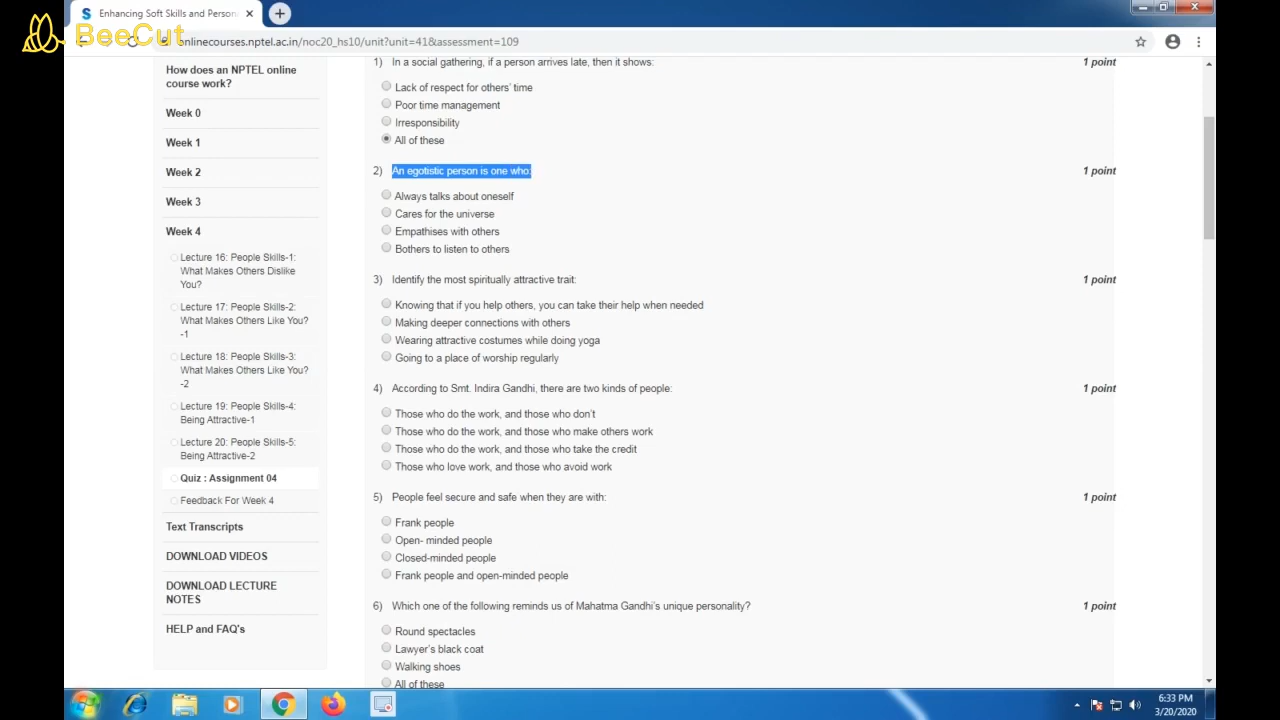 Enhancing Soft Skills and Person
BeeCut
onlinecourses.nptel.ac.in/noc20_hs10/unit?unit=41&assessment=109
How does an NPTEL online
course work?
Week 0
Week 1
Week 2
Week 3
Week 4
Lecture 16: People Skills-1:
What Makes Others Dislike
You?
Lecture 17: People Skills-2:
What Makes Others Like You?
-1
Lecture 18: People Skills-3:
What Makes Others Like You?
-2
Lecture 19: People Skills-4:
Being Attractive-1
Lecture 20: People Skills-5:
Being Attractive-2
Quiz : Assignment 04
Feedback For Week 4
Text Transcripts
DOWNLOAD VIDEOS
DOWNLOAD LECTURE
NOTES
HELP and FAQ's
1) In a social gathering, if a person arrives late, then it shows: 1 point
Lack of respect for others' time
Poor time management
Irresponsibility
All of these
2) An egotistic person is one who: 1 point
Always talks about oneself
Cares for the universe
Empathises with others
Bothers to listen to others
3) Identify the most spiritually attractive trait: 1 point
Knowing that if you help others, you can take their help when needed
Making deeper connections with others
Wearing attractive costumes while doing yoga
Going to a place of worship regularly
4) According to Smt. Indira Gandhi, there are two kinds of people: 1 point
Those who do the work, and those who don't
Those who do the work, and those who make others work
Those who do the work, and those who take the credit
Those who love work, and those who avoid work
5) People feel secure and safe when they are with: 1 point
Frank people
Open- minded people
Closed-minded people
Frank people and open-minded people
6) Which one of the following reminds us of Mahatma Gandhi's unique personality? 1 point
Round spectacles
Lawyer's black coat
Walking shoes
All of these
6:33 PM
3/20/2020